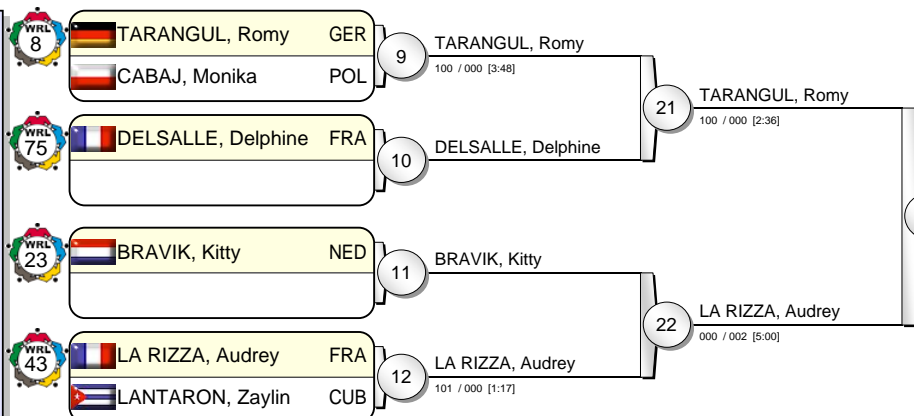 WRL
8
TARANGUL, Romy GER
CABAJ, Monika POL
9
TARANGUL, Romy
100 / 000 [3:48]
21
TARANGUL, Romy
100 / 000 [2:36]
WRL
75
DELSALLE, Delphine FRA
10
DELSALLE, Delphine
WRL
23
BRAVIK, Kitty NED
11
BRAVIK, Kitty
22
LA RIZZA, Audrey
000 / 002 [5:00]
WRL
43
LA RIZZA, Audrey FRA
LANTARON, Zaylin CUB
12
LA RIZZA, Audrey
101 / 000 [1:17]